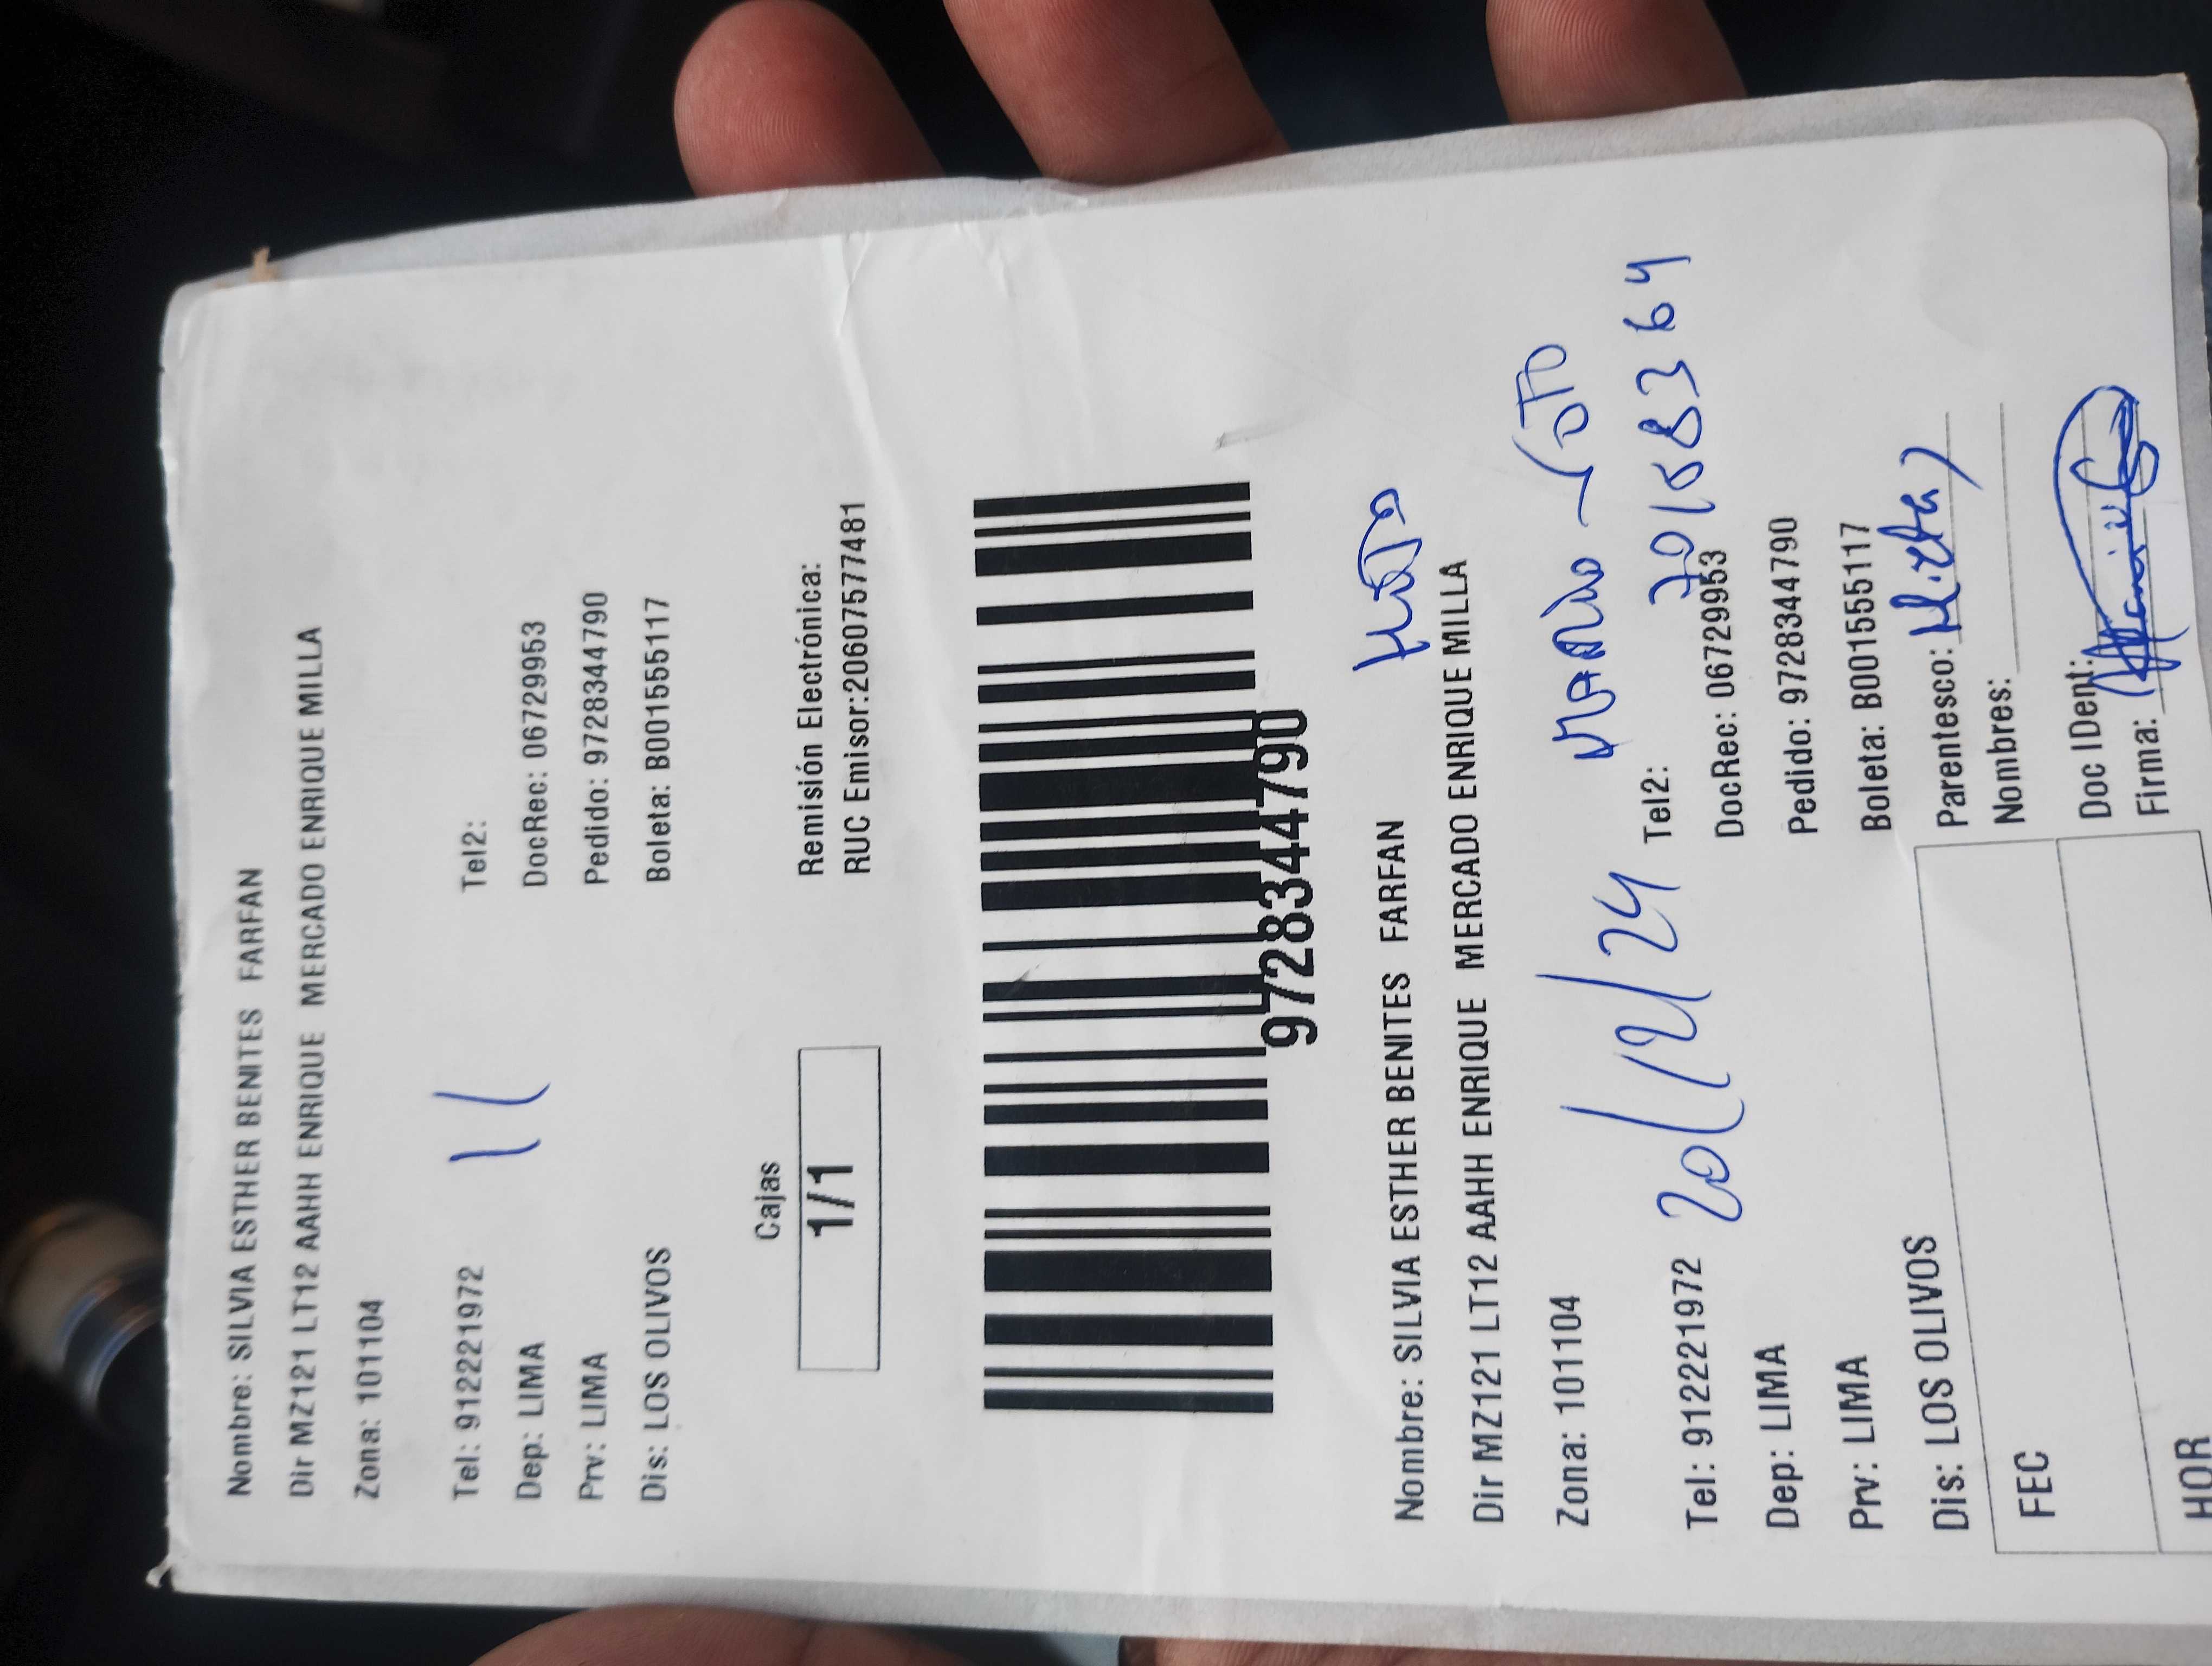 Nombre: SILVIA ESTHER BENITES FARFAN
Dir MZ121 LT12 AAHH ENRIQUE MERCADO ENRIQUE MILLA
Zona: 101104
Tel: 912221972 Tel2:
Dep: LIMA DocRec: 06729953
Prv: LIMA Pedido: 9728344790
Dis: LOS OLIVOS Boleta: B001555117
Cajas
1/1
Remisión Electrónica:
RUC Emisor:20607577481
9728344790
Nombre: SILVIA ESTHER BENITES FARFAN
Dir MZ121 LT12 AAHH ENRIQUE MERCADO ENRIQUE MILLA
Zona: 101104
20/12/24
70168364
Tel: 912221972 Tel2:
Dep: LIMA DocRec: 06729953
Prv: LIMA Pedido: 9728344790
Dis: LOS OLIVOS Boleta: B001555117
FEC Parentesco:
Nombres:
HOR Doc IDent:
Firma: